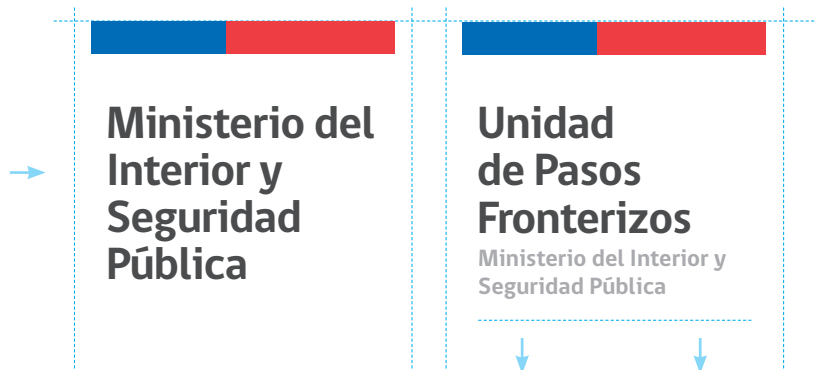 Ministerio del
Interior y
Seguridad
Pública
Unidad
de Pasos
Fronterizos
Ministerio del Interior y
Seguridad Pública